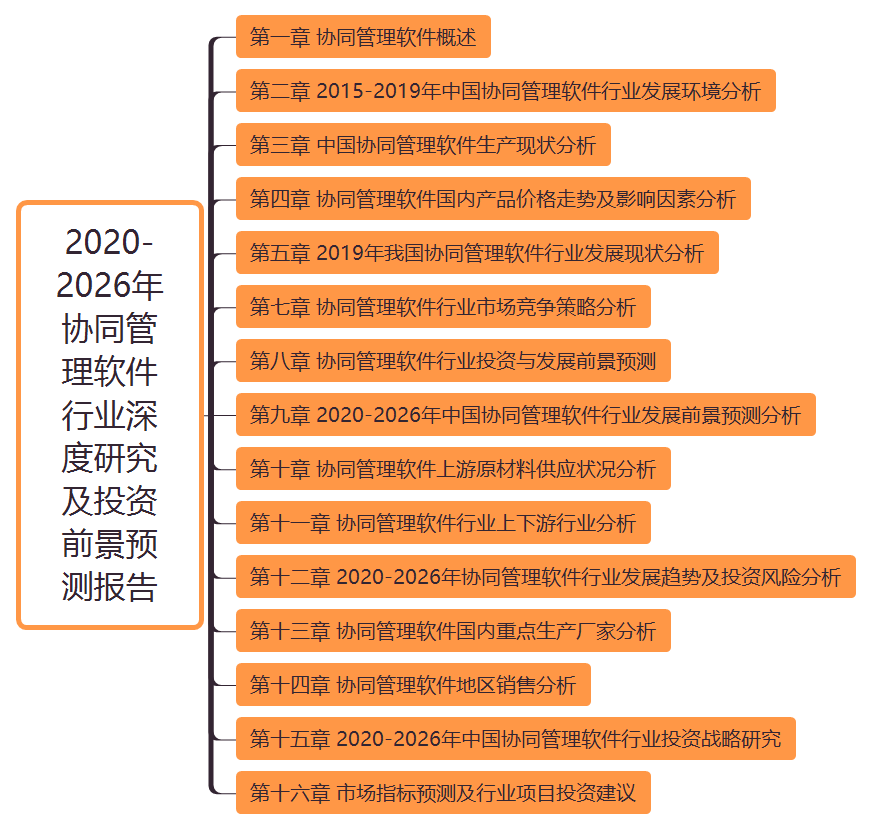 2020-
2026年
协同管
理软件
行业深
度研究
及投资
前景预
测报告
第一章 协同管理软件概述
第二章 2015-2019年中国协同管理软件行业发展环境分析
第三章 中国协同管理软件生产现状分析
第四章 协同管理软件国内产品价格走势及影响因素分析
第五章 2019年我国协同管理软件行业发展现状分析
第七章 协同管理软件行业市场竞争策略分析
第八章 协同管理软件行业投资与发展前景预测
第九章 2020-2026年中国协同管理软件行业发展前景预测分析
第十章 协同管理软件上游原材料供应状况分析
第十一章 协同管理软件行业上下游行业分析
第十二章 2020-2026年协同管理软件行业发展趋势及投资风险分析
第十三章 协同管理软件国内重点生产厂家分析
第十四章 协同管理软件地区销售分析
第十五章 2020-2026年中国协同管理软件行业投资战略研究
第十六章 市场指标预测及行业项目投资建议